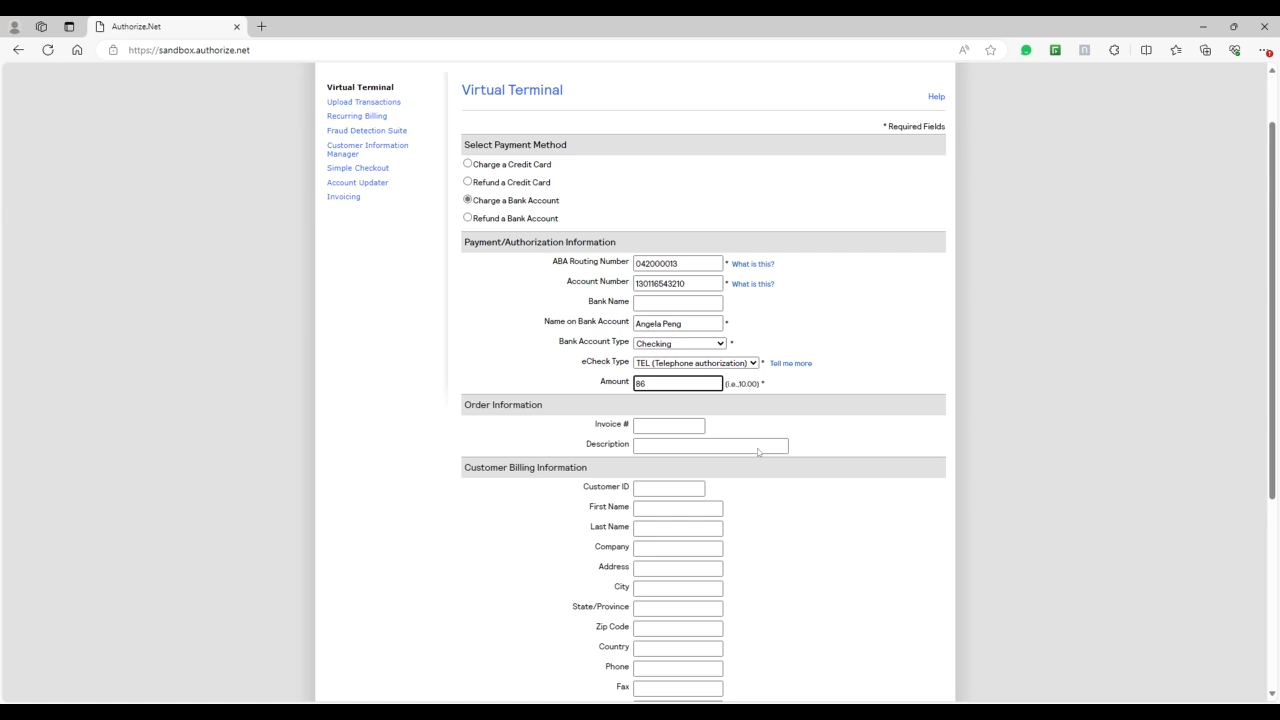 Authorize.Net
https://sandbox.authorize.net
Virtual Terminal
Upload Transactions
Recurring Billing
Fraud Detection Suite
Customer Information
Manager
Simple Checkout
Account Updater
Invoicing
Virtual Terminal
Help
* Required Fields
Select Payment Method
Charge a Credit Card
Refund a Credit Card
Charge a Bank Account
Refund a Bank Account
Payment/Authorization Information
ABA Routing Number 042000013 * What is this?
Account Number 130116543210 * What is this?
Bank Name
Name on Bank Account Angela Peng *
Bank Account Type Checking *
eCheck Type TEL (Telephone authorization) * Tell me more
Amount 86 (i.e.,10.00) *
Order Information
Invoice #
Description
Customer Billing Information
Customer ID
First Name
Last Name
Company
Address
City
State/Province
Zip Code
Country
Phone
Fax